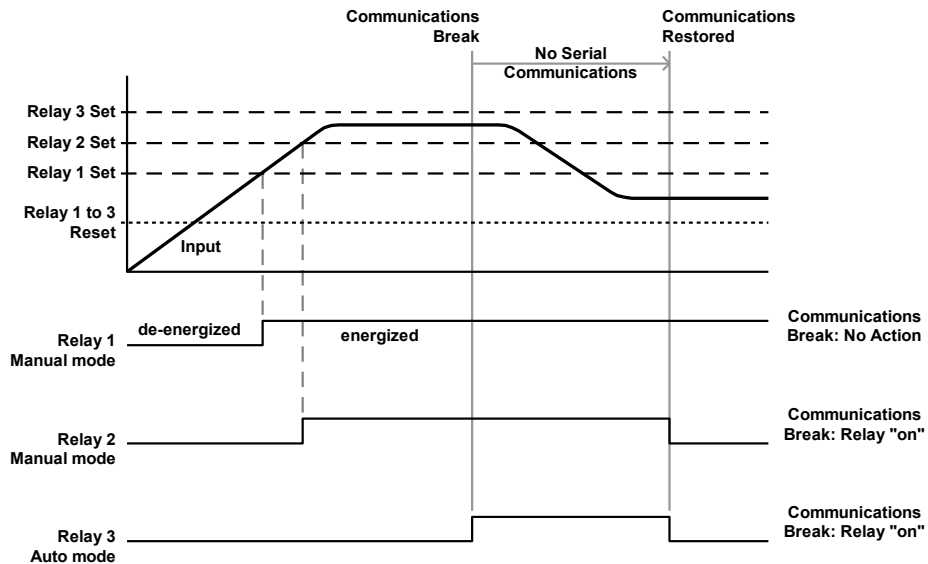 Communications
Break
Communications
Restored
No Serial
Communications
Relay 3 Set
Relay 2 Set
Relay 1 Set
Relay 1 to 3
Reset
Input
Relay 1
Manual mode
de-energized
energized
Communications
Break: No Action
Relay 2
Manual mode
Communications
Break: Relay "on"
Relay 3
Auto mode
Communications
Break: Relay "on"